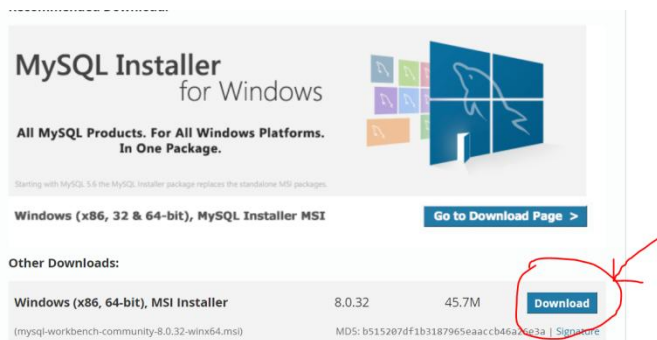 Recommended Download:
MySQL Installer
for Windows
All MySQL Products. For All Windows Platforms.
In One Package.
Starting with MySQL 5.6 the MySQL Installer package replaces the standalone MSI packages.
Windows (x86, 32 & 64-bit), MySQL Installer MSI
Go to Download Page >
Other Downloads:
Windows (x86, 64-bit), MSI Installer 8.0.32 45.7M Download
(mysql-workbench-community-8.0.32-winx64.msi) MD5: | Signature